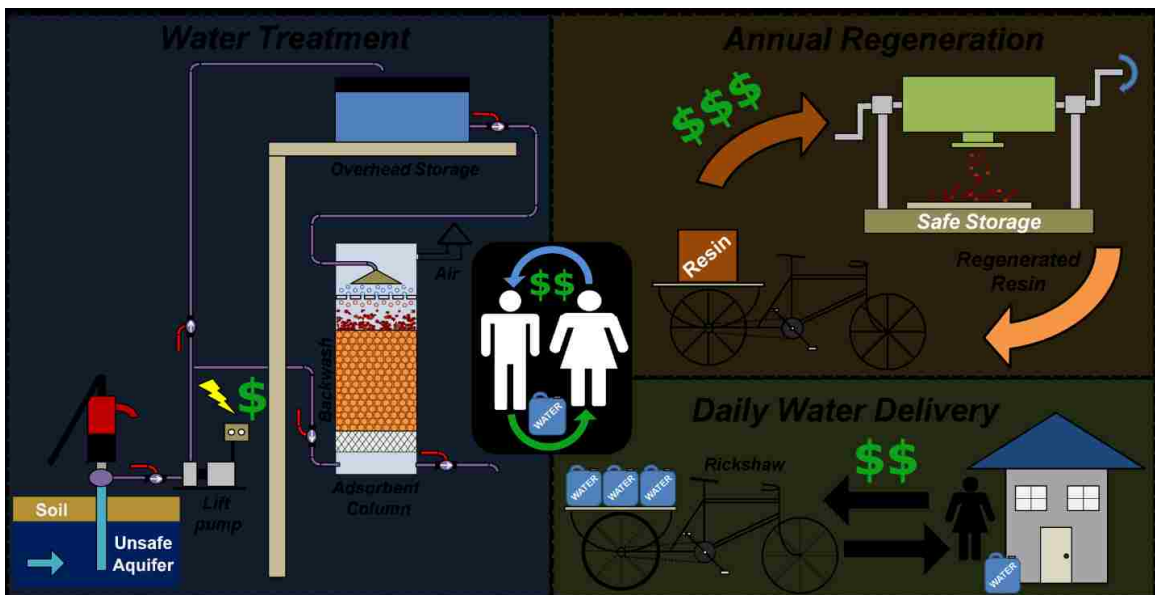 Water Treatment
Overhead Storage
Air
Backwash
Adsorbent
Column
Lift
pump
Soil
Unsafe
Aquifer
$
$$
WATER
Annual Regeneration
$$$
Safe Storage
Resin
Regenerated
Resin
Daily Water Delivery
Rickshaw
$$
WATER
WATER
WATER
WATER